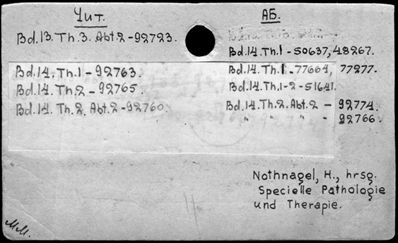 Чит.
Bd.13.Th.3.Abt.2-92723.
Bd.14.Th.1-92763.
Bd.14.Th.2-92765.
Bd.14.Th.2.Abt.2-92760.
АБ.
Bd.14.Th.1-50637,48267.
Bd.14.Th.1-77664, 77277.
Bd.14.Th.1-2-51641.
Bd.14.Th.2.Abt.2-92774.
" " " - 92766.
Nothnagel, H., hrsg.
Specielle Pathologie
und Therapie.